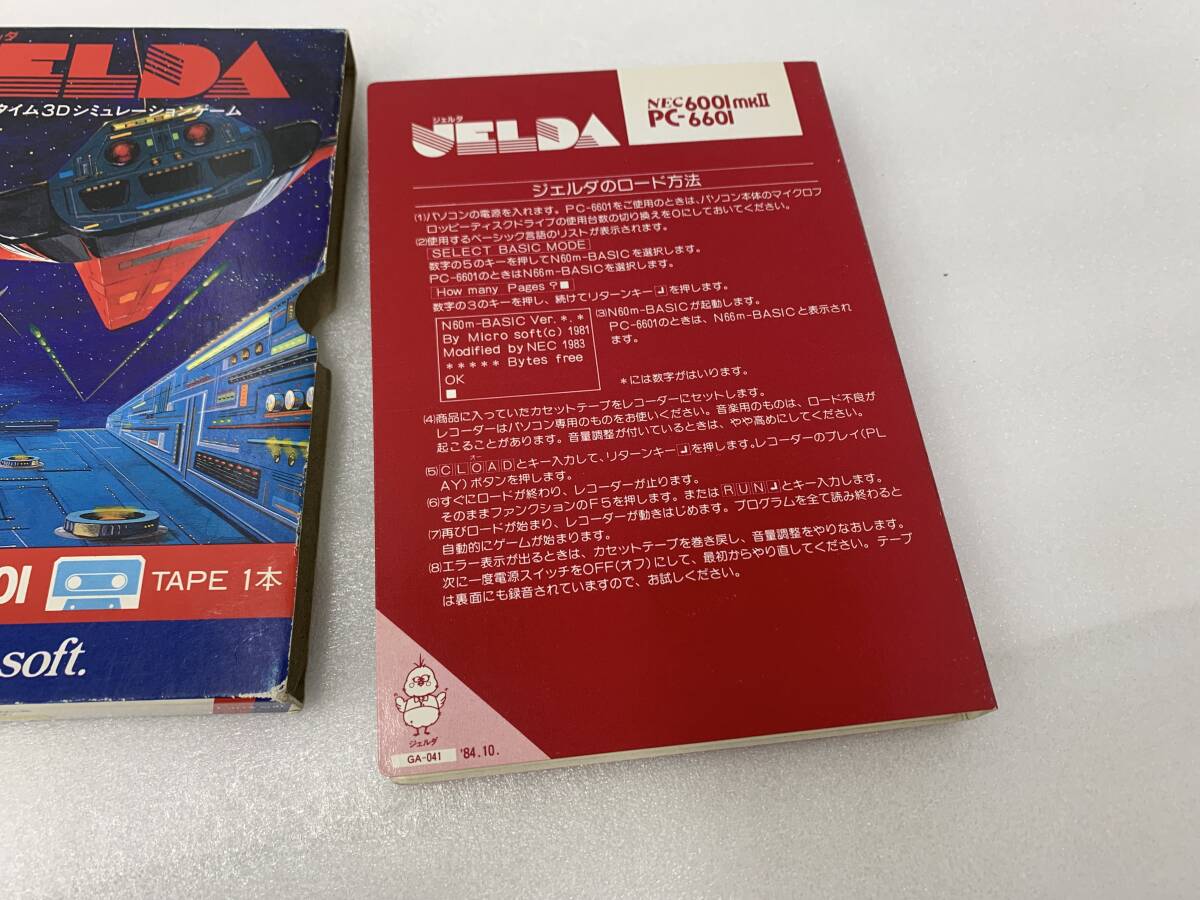 ルダ
ELDA
タイム3Dシミュレーションゲーム
01
TAPE 1本
soft.
ジェルダ
JELDA
NEC6001mkⅡ
PC-6601
ジェルダのロード方法
(1)パソコンの電源を入れます。PC-6601をご使用のときは、パソコン本体のマイクロフ
ロッピーディスクドライブの使用台数の切り換えを0にしておいてください。
(2)使用するベーシック言語のリストが表示されます。
SELECT BASIC MODE
数字の5のキーを押してN60m-BASICを選択します。
PC-6601のときはN66m-BASICを選択します。
How many Pages ?■
数字の3のキーを押し、続けてリターンキー↲を押します。
N60m-BASIC Ver.*.*
By Micro soft(c) 1981
Modified by NEC 1983
***** Bytes free
OK
■
(3)N60m-BASICが起動します。
PC-6601のときは、N66m-BASICと表示され
ます。
*には数字がはいります。
(4)商品に入っていたカセットテープをレコーダーにセットします。
レコーダーはパソコン専用のものをお使いください。音楽用のものは、ロード不良が
起こることがあります。音量調整が付いているときは、やや高めにしてください。
オー
(5)CLOADとキー入力して、リターンキー↲を押します。レコーダーのプレイ(PL
AY)ボタンを押します。
(6)すぐにロードが終わり、レコーダーが止ります。
そのままファンクションのF5を押します。またはRUN↲とキー入力します。
(7)再びロードが始まり、レコーダーが動きはじめます。プログラムを全て読み終わると
自動的にゲームが始まります。
(8)エラー表示が出るときは、カセットテープを巻き戻し、音量調整をやりなおします。
次に一度電源スイッチをOFF(オフ)にして、最初からやり直してください。テープ
は裏面にも録音されていますので、お試しください。
ジェルダ
GA-041
'84.10.